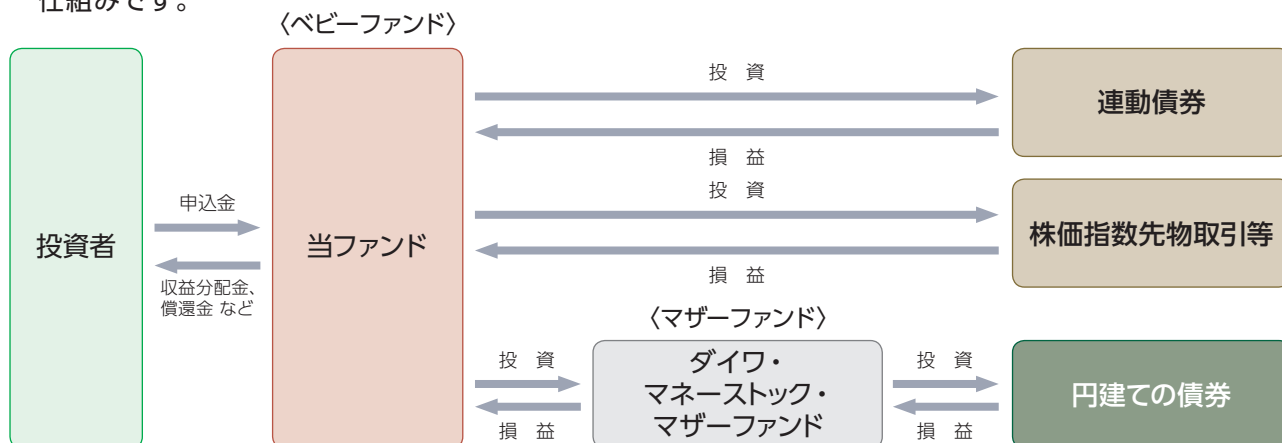 仕組みです。
〈ベビーファンド〉
投資者
申込金
収益分配金、
償還金 など
当ファンド
投 資
損 益
連動債券
投 資
損 益
株価指数先物取引等
〈マザーファンド〉
投 資
損 益
ダイワ・
マネーストック・
マザーファンド
投 資
損 益
円建ての債券